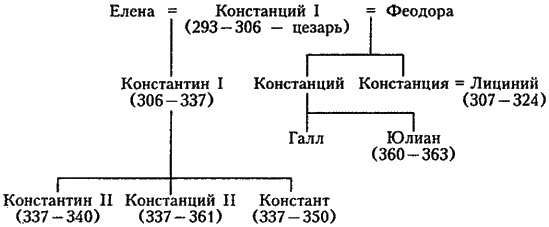 Елена = Констанций I = Феодора
(293–306 – цезарь)
Константин I Констанций Констанция = Лициний
(306–337) (307–324)
Галл Юлиан
(360–363)
Константин II Констанций II Констант
(337–340) (337–361) (337–350)